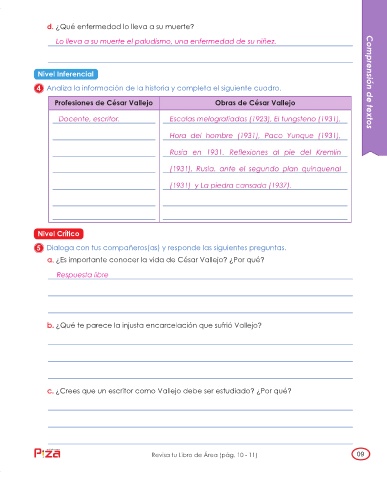 d. ¿Qué enfermedad lo lleva a su muerte?
Lo lleva a su muerte el paludismo, una enfermedad de su niñez.
Comprensión de textos
Nivel Inferencial
4 Analiza la información de la historia y completa el siguiente cuadro.
Profesiones de César Vallejo
Obras de César Vallejo
Docente, escritor.
Escalas melografiadas (1923), El tungsteno (1931),
Hora del hombre (1931), Paco Yunque (1931),
Rusia en 1931. Reflexiones al pie del Kremlin
(1931), Rusia, ante el segundo plan quinquenal
(1931) y La piedra cansada (1937).
Nivel Crítico
5 Dialoga con tus compañeros(as) y responde las siguientes preguntas.
a. ¿Es importante conocer la vida de César Vallejo? ¿Por qué?
Respuesta libre
b. ¿Qué te parece la injusta encarcelación que sufrió Vallejo?
c. ¿Crees que un escritor como Vallejo debe ser estudiado? ¿Por qué?
Pizza
Revisa tu Libro de Área (pág. 10 - 11)
09